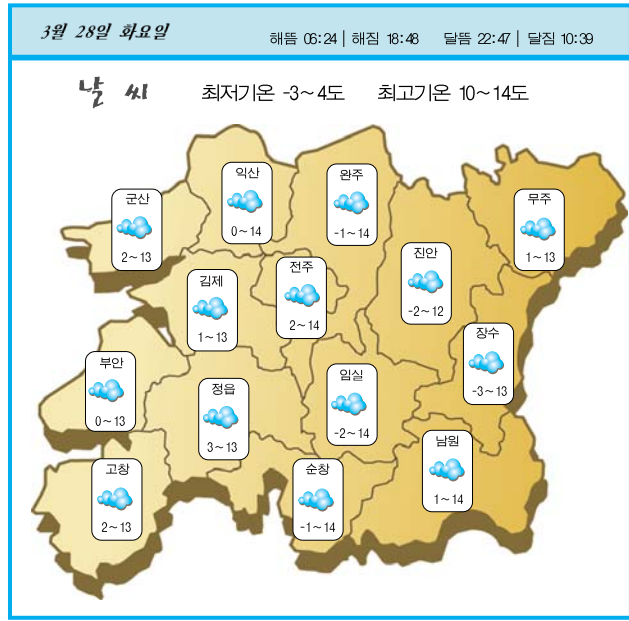 3월 28일 화요일
해뜸 06:24 | 해짐 18:48 달뜸 22:47 | 달짐 10:39
날 씨 최저기온 -3~4도 최고기온 10~14도
익산
0~14
완주
-1~14
군산
2~13
무주
1~13
진안
-2~12
전주
2~14
김제
1~13
장수
-3~13
부안
0~13
임실
-2~14
정읍
3~13
남원
1~14
고창
2~13
순창
-1~14